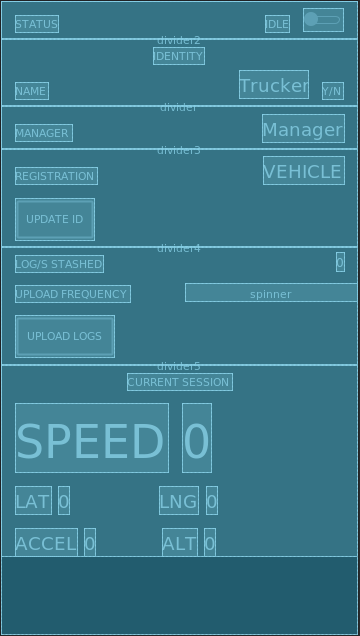 STATUS IDLE
divider2
IDENTITY
NAME Trucker Y/N
divider
MANAGER Manager
divider3
REGISTRATION VEHICLE
UPDATE ID
divider4
LOG/S STASHED 0
UPLOAD FREQUENCY spinner
UPLOAD LOGS
divider5
CURRENT SESSION
SPEED 0
LAT 0 LNG 0
ACCEL 0 ALT 0